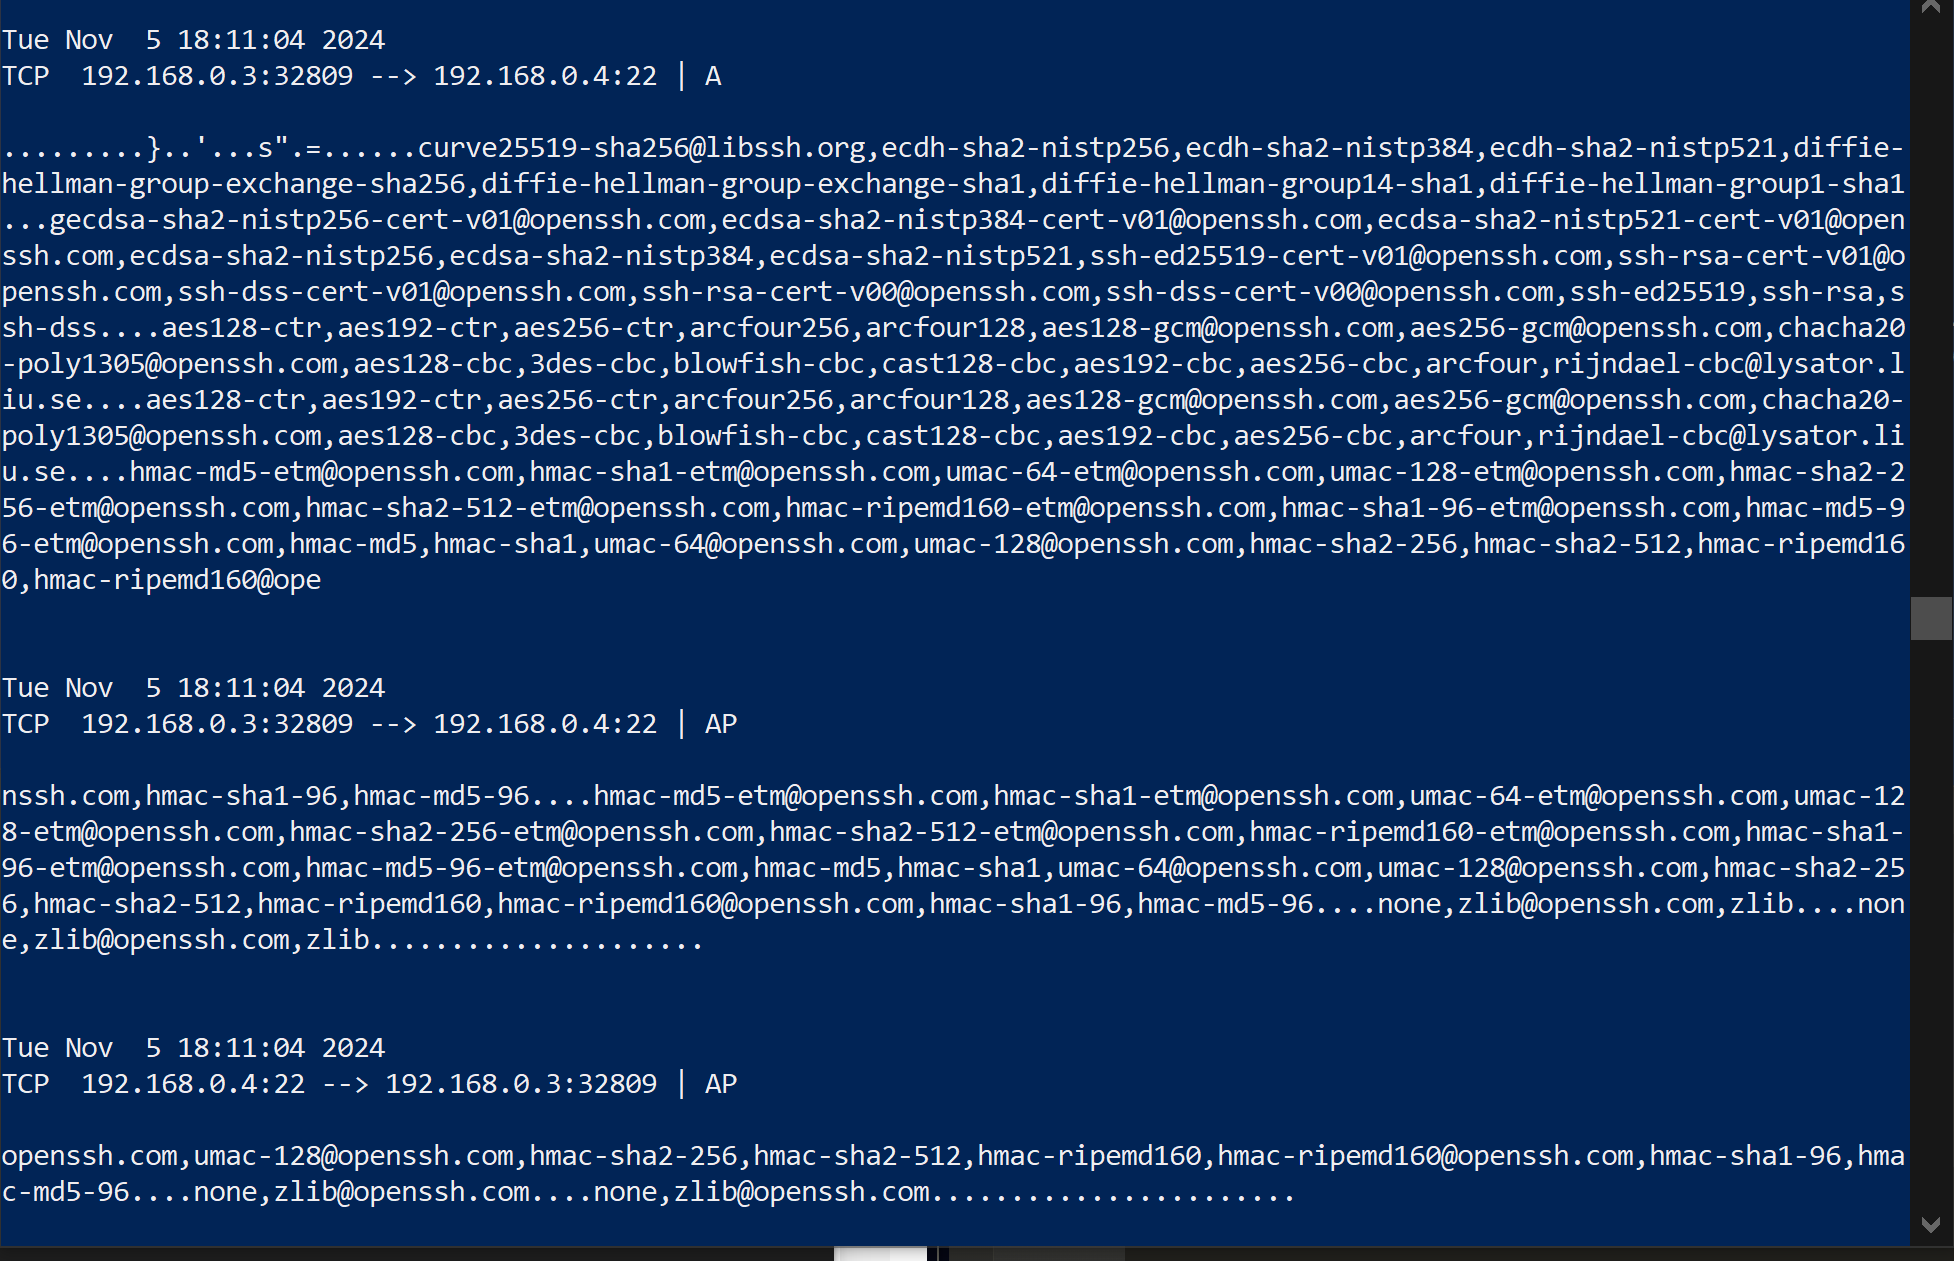 Tue Nov  5 18:11:04 2024
TCP  192.168.0.3:32809 --> 192.168.0.4:22 | A
.........}..'...s".=......curve25519-sha256@libssh.org,ecdh-sha2-nistp256,ecdh-sha2-nistp384,ecdh-sha2-nistp521,diffie-
hellman-group-exchange-sha256,diffie-hellman-group-exchange-sha1,diffie-hellman-group14-sha1,diffie-hellman-group1-sha1
...gecdsa-sha2-nistp256-cert-v01@openssh.com,ecdsa-sha2-nistp384-cert-v01@openssh.com,ecdsa-sha2-nistp521-cert-v01@open
ssh.com,ecdsa-sha2-nistp256,ecdsa-sha2-nistp384,ecdsa-sha2-nistp521,ssh-ed25519-cert-v01@openssh.com,ssh-rsa-cert-v01@o
penssh.com,ssh-dss-cert-v01@openssh.com,ssh-rsa-cert-v00@openssh.com,ssh-dss-cert-v00@openssh.com,ssh-ed25519,ssh-rsa,s
sh-dss....aes128-ctr,aes192-ctr,aes256-ctr,arcfour256,arcfour128,aes128-gcm@openssh.com,aes256-gcm@openssh.com,chacha20
-poly1305@openssh.com,aes128-cbc,3des-cbc,blowfish-cbc,cast128-cbc,aes192-cbc,aes256-cbc,arcfour,rijndael-cbc@lysator.l
iu.se....aes128-ctr,aes192-ctr,aes256-ctr,arcfour256,arcfour128,aes128-gcm@openssh.com,aes256-gcm@openssh.com,chacha20-
poly1305@openssh.com,aes128-cbc,3des-cbc,blowfish-cbc,cast128-cbc,aes192-cbc,aes256-cbc,arcfour,rijndael-cbc@lysator.li
u.se....hmac-md5-etm@openssh.com,hmac-sha1-etm@openssh.com,umac-64-etm@openssh.com,umac-128-etm@openssh.com,hmac-sha2-2
56-etm@openssh.com,hmac-sha2-512-etm@openssh.com,hmac-ripemd160-etm@openssh.com,hmac-sha1-96-etm@openssh.com,hmac-md5-9
6-etm@openssh.com,hmac-md5,hmac-sha1,umac-64@openssh.com,umac-128@openssh.com,hmac-sha2-256,hmac-sha2-512,hmac-ripemd16
0,hmac-ripemd160@ope
Tue Nov  5 18:11:04 2024
TCP  192.168.0.3:32809 --> 192.168.0.4:22 | AP
nssh.com,hmac-sha1-96,hmac-md5-96....hmac-md5-etm@openssh.com,hmac-sha1-etm@openssh.com,umac-64-etm@openssh.com,umac-12
8-etm@openssh.com,hmac-sha2-256-etm@openssh.com,hmac-sha2-512-etm@openssh.com,hmac-ripemd160-etm@openssh.com,hmac-sha1-
96-etm@openssh.com,hmac-md5-96-etm@openssh.com,hmac-md5,hmac-sha1,umac-64@openssh.com,umac-128@openssh.com,hmac-sha2-25
6,hmac-sha2-512,hmac-ripemd160,hmac-ripemd160@openssh.com,hmac-sha1-96,hmac-md5-96....none,zlib@openssh.com,zlib....non
e,zlib@openssh.com,zlib.....................
Tue Nov  5 18:11:04 2024
TCP  192.168.0.4:22 --> 192.168.0.3:32809 | AP
openssh.com,umac-128@openssh.com,hmac-sha2-256,hmac-sha2-512,hmac-ripemd160,hmac-ripemd160@openssh.com,hmac-sha1-96,hma
c-md5-96....none,zlib@openssh.com....none,zlib@openssh.com.......................